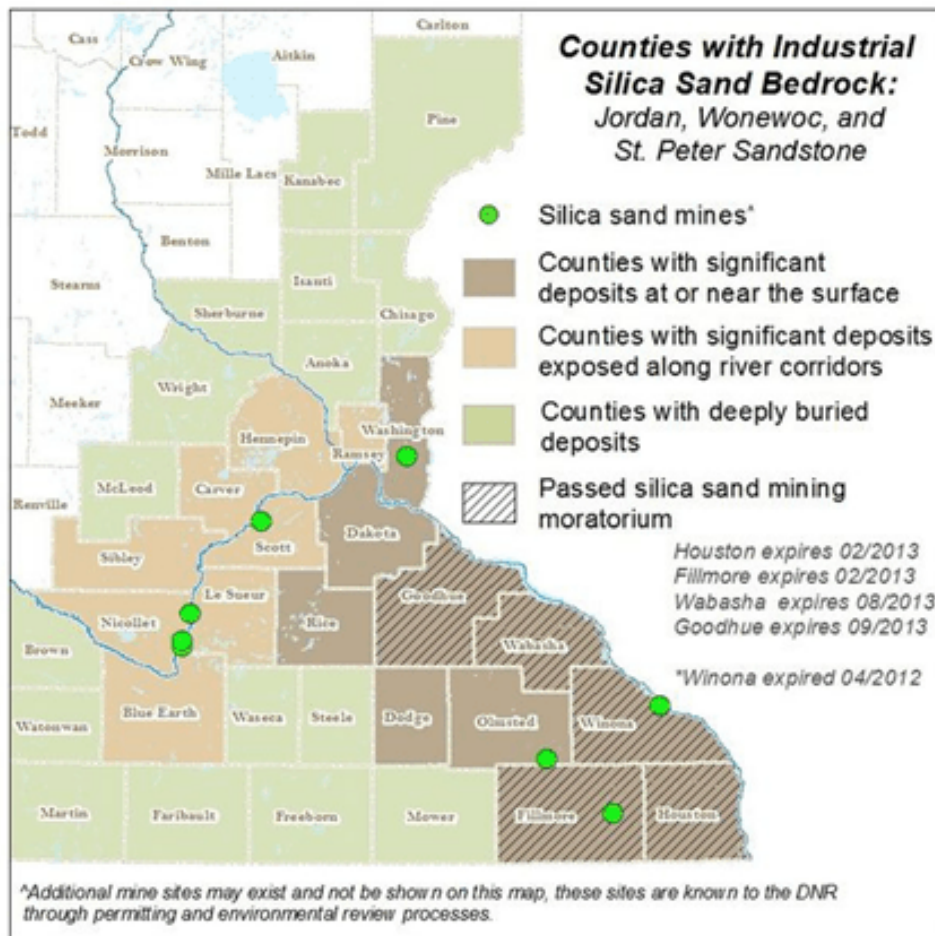 Carlton
Cass
Crow Wing
Aitkin
Counties with Industrial
Silica Sand Bedrock:
Jordan, Wonewoc, and
St. Peter Sandstone
Todd
Pine
Morrison
Mille Lacs
Kanabec
Silica sand mines^
Benton
Counties with significant
deposits at or near the surface
Stearns
Isanti
Sherburne
Chisago
Counties with significant deposits
exposed along river corridors
Anoka
Wright
Meeker
Counties with deeply buried
deposits
Hennepin
Washington
Ramsey
McLeod
Carver
Passed silica sand mining
moratorium
Renville
Dakota
Scott
Sibley
Houston expires 02/2013
Fillmore expires 02/2013
Wabasha expires 08/2013
Goodhue expires 09/2013
Le Sueur
Goodhue
Nicollet
Rice
Wabasha
Brown
*Winona expired 04/2012
Blue Earth
Waseca
Steele
Dodge
Olmsted
Winona
Watonwan
Martin
Faribault
Freeborn
Mower
Fillmore
Houston
^Additional mine sites may exist and not be shown on this map, these sites are known to the DNR
through permitting and environmental review processes.